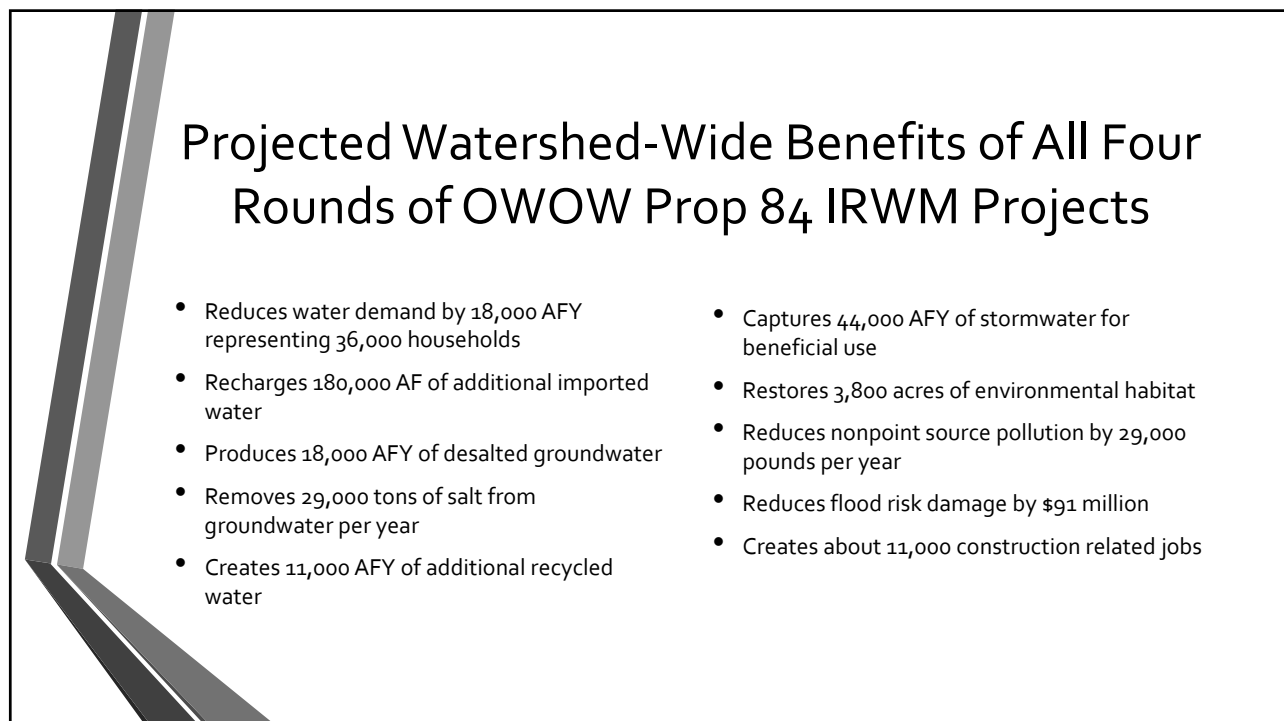 Projected Watershed-Wide Benefits of All Four
Rounds of OWOW Prop 84 IRWM Projects
• Reduces water demand by 18,000 AFY
representing 36,000 households
• Recharges 180,000 AF of additional imported
water
• Produces 18,000 AFY of desalted groundwater
• Removes 29,000 tons of salt from
groundwater per year
• Creates 11,000 AFY of additional recycled
water
• Captures 44,000 AFY of stormwater for
beneficial use
• Restores 3,800 acres of environmental habitat
• Reduces nonpoint source pollution by 29,000
pounds per year
• Reduces flood risk damage by $91 million
• Creates about 11,000 construction related jobs